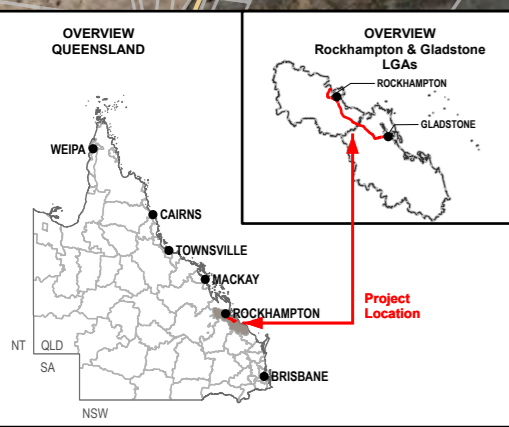 OVERVIEW
QUEENSLAND
OVERVIEW
Rockhampton & Gladstone
LGAs
ROCKHAMPTON
GLADSTONE
WEIPA
CAIRNS
TOWNSVILLE
MACKAY
ROCKHAMPTON
Project
Location
NT
QLD
SA
BRISBANE
NSW